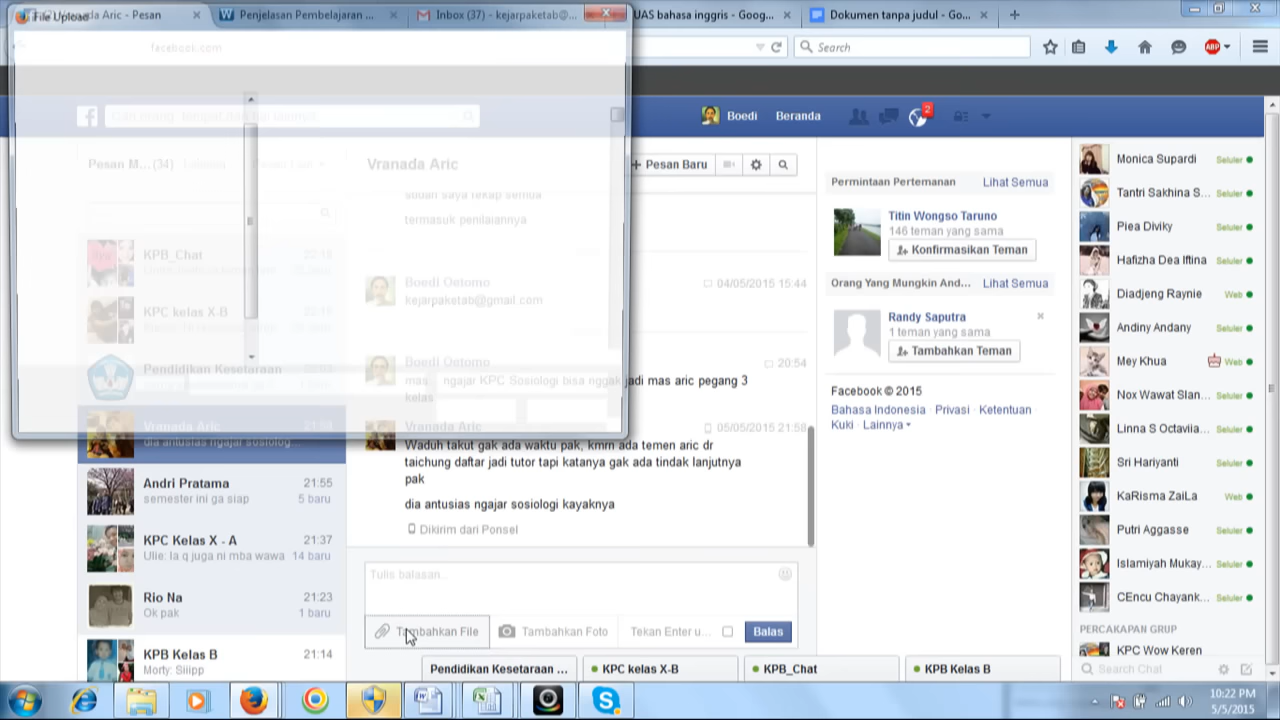 File Upload
Aric - Pesan
Penjelasan Pembelajaran ...
Inbox (37) - kejarpaketab@...
UAS bahasa inggris - Goog...
Dokumen tanpa judul - Go...
Search
Boedi
Beranda
2
Pesan M... (34)
Vranada Aric
Pesan Baru
sudah saya rekap semua
termasuk penilaiannya
KPB_Chat
Boedi Oetomo
04/05/2015 15:44
kejarpaketab@gmail.com
KPC kelas X-B
Pendidikan Kesetaraan
Boedi Oetomo
20:54
mas ngajar KPC Sosiologi bisa nggak jadi mas aric pegang 3
kelas
Vranada Aric
dia antusias ngajar sosiolog...
Vranada Aric
05/05/2015 21:58
Waduh takut gak ada waktu pak, kmrn ada temen aric dr
taichung daftar jadi tutor tapi katanya gak ada tindak lanjutnya
pak
dia antusias ngajar sosiologi kayaknya
Dikirim dari Ponsel
Andri Pratama 21:55
semester ini ga siap 5 baru
KPC Kelas X - A 21:37
Ulie: la q juga ni mba wawa 14 baru
Rio Na 21:23
Ok pak 1 baru
KPB Kelas B 21:14
Morty: Siiipp
Tulis balasan...
Tambahkan File
Tambahkan Foto
Tekan Enter u...
Balas
Pendidikan Kesetaraan ...
KPC kelas X-B
KPB_Chat
KPB Kelas B
Permintaan Pertemanan Lihat Semua
Titin Wongso Taruno
146 teman yang sama
Konfirmasikan Teman
Orang Yang Mungkin And... Lihat Semua
Randy Saputra
1 teman yang sama
Tambahkan Teman
Facebook © 2015
Bahasa Indonesia Privasi Ketentuan
Kuki Lainnya
Monica Supardi Seluler
Tantri Sakhina S... Seluler
Piea Diviky Seluler
Hafizha Dea Iftina Seluler
Diadjeng Raynie Web
Andiny Andany Seluler
Mey Khua Web
Nox Wawat Slan... Seluler
Linna S Octaviia... Seluler
Sri Hariyanti Seluler
KaRisma ZaiLa Web
Putri Aggasse Seluler
Islamiyah Mukay... Seluler
CEncu Chayank... Seluler
PERCAKAPAN GRUP
KPC Wow Keren
Search Chat
10:22 PM
5/5/2015